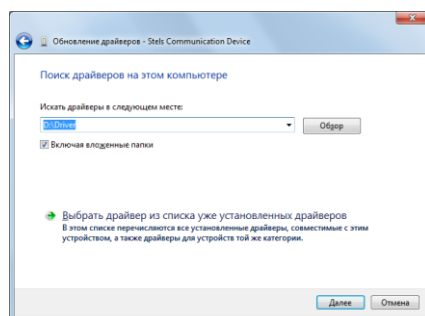 Обновление драйверов - Stels Communication Device
Поиск драйверов на этом компьютере
Искать драйверы в следующем месте:
D:\Driver
Обзор
Включая вложенные папки
Выбрать драйвер из списка уже установленных драйверов
В этом списке перечисляются все установленные драйверы, совместимые с этим
устройством, а также драйверы для устройств той же категории.
Далее
Отмена